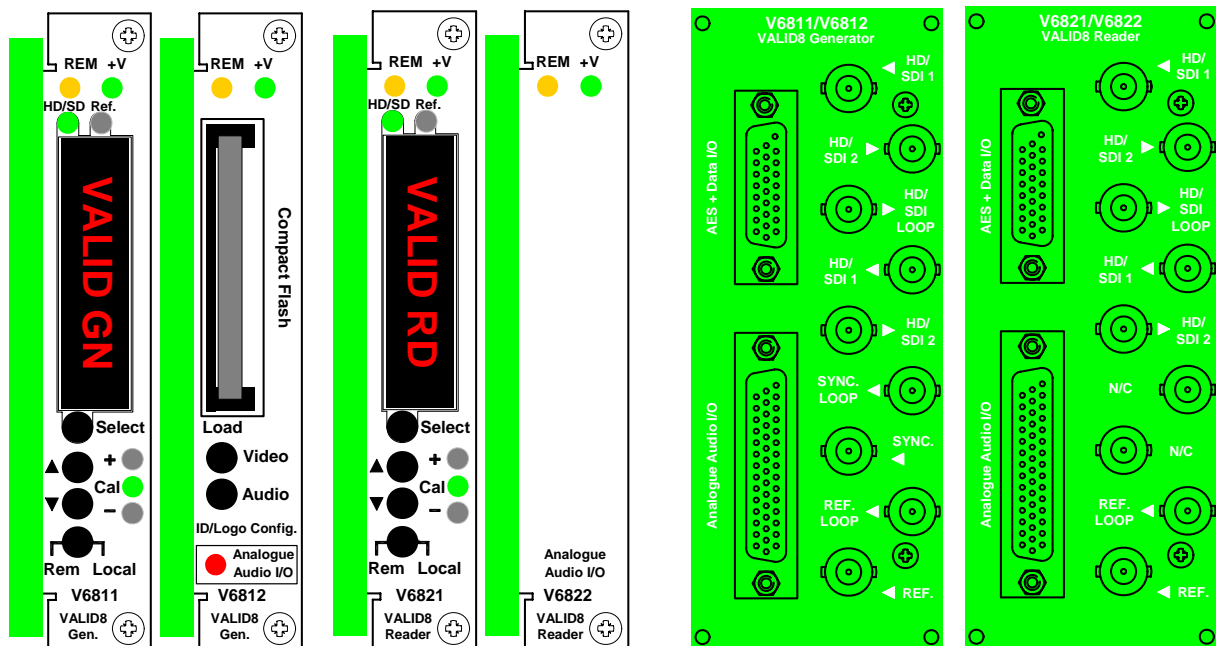 REM +V
HD/SD Ref.
VALID GN
Select
+
Cal
−
Rem Local
V6811
VALID8
Gen.
REM +V
Compact Flash
Load
Video
Audio
ID/Logo Config.
Analogue
Audio I/O
V6812
VALID8
Gen.
REM +V
HD/SD Ref.
VALID RD
Select
+
Cal
−
Rem Local
V6821
VALID8
Reader
REM +V
Analogue
Audio I/O
V6822
VALID8
Reader
V6811/V6812
VALID8 Generator
AES + Data I/O
Analogue Audio I/O
HD/
SDI 1
HD/
SDI 2
HD/
SDI
LOOP
HD/
SDI 1
HD/
SDI 2
SYNC.
LOOP
SYNC.
REF.
LOOP
REF.
V6821/V6822
VALID8 Reader
AES + Data I/O
Analogue Audio I/O
HD/
SDI 1
HD/
SDI 2
HD/
SDI
LOOP
HD/
SDI 1
HD/
SDI 2
N/C
N/C
REF.
LOOP
REF.